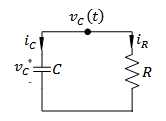 v_C(t)
i_C i_R
v_C + - C R